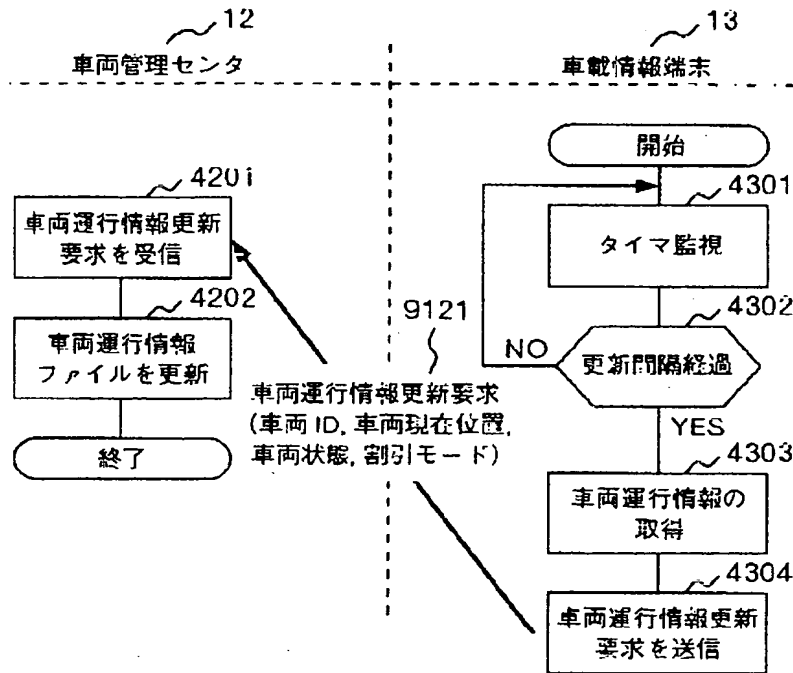 12
車両管理センタ
13
車載情報端末
4201
車両運行情報更新
要求を受信
4202
車両運行情報
ファイルを更新
終了
9121
車両運行情報更新要求
(車両ID,車両現在位置,
車両状態,割引モード)
開始
4301
タイマ監視
4302
更新間隔経過
NO
YES
4303
車両運行情報の
取得
4304
車両運行情報更新
要求を送信